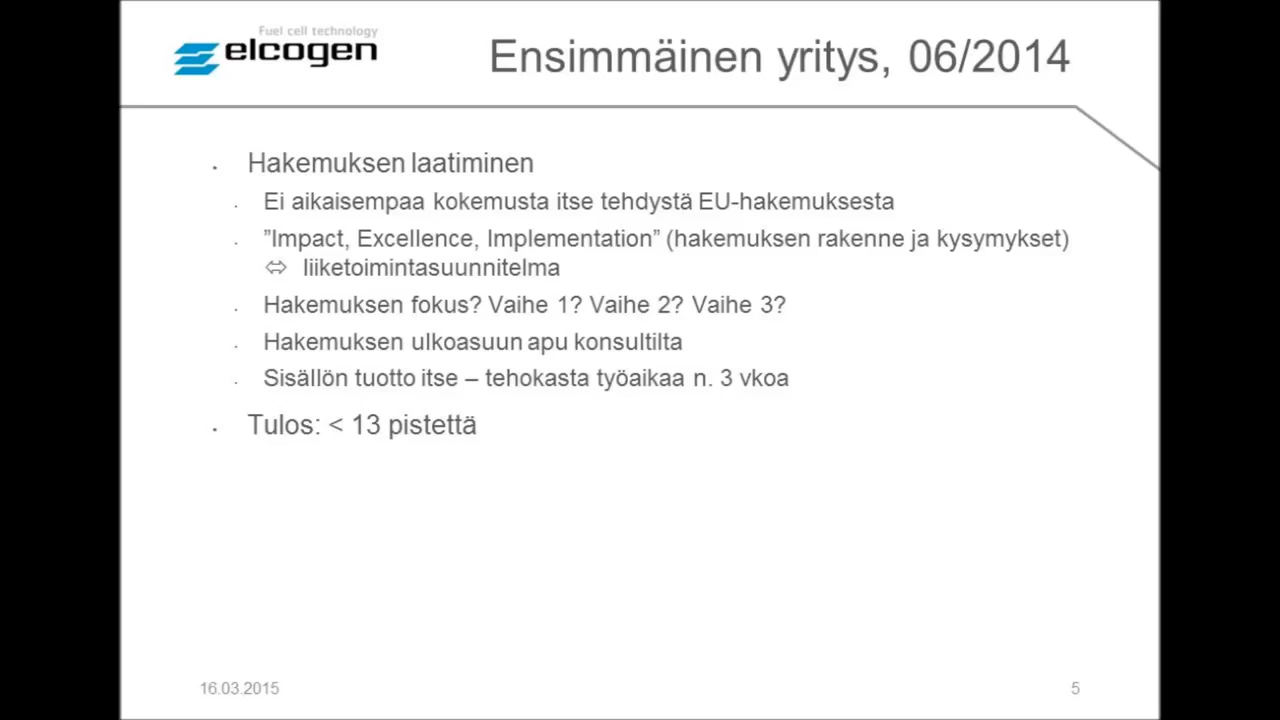 Fuel cell technology
elcogen
Ensimmäinen yritys, 06/2014
Hakemuksen laatiminen
Ei aikaisempaa kokemusta itse tehdystä EU-hakemuksesta
”Impact, Excellence, Implementation” (hakemuksen rakenne ja kysymykset)
⇔ liiketoimintasuunnitelma
Hakemuksen fokus? Vaihe 1? Vaihe 2? Vaihe 3?
Hakemuksen ulkoasuun apu konsultilta
Sisällön tuotto itse – tehokasta työaikaa n. 3 vkoa
Tulos: < 13 pistettä
16.03.2015
5